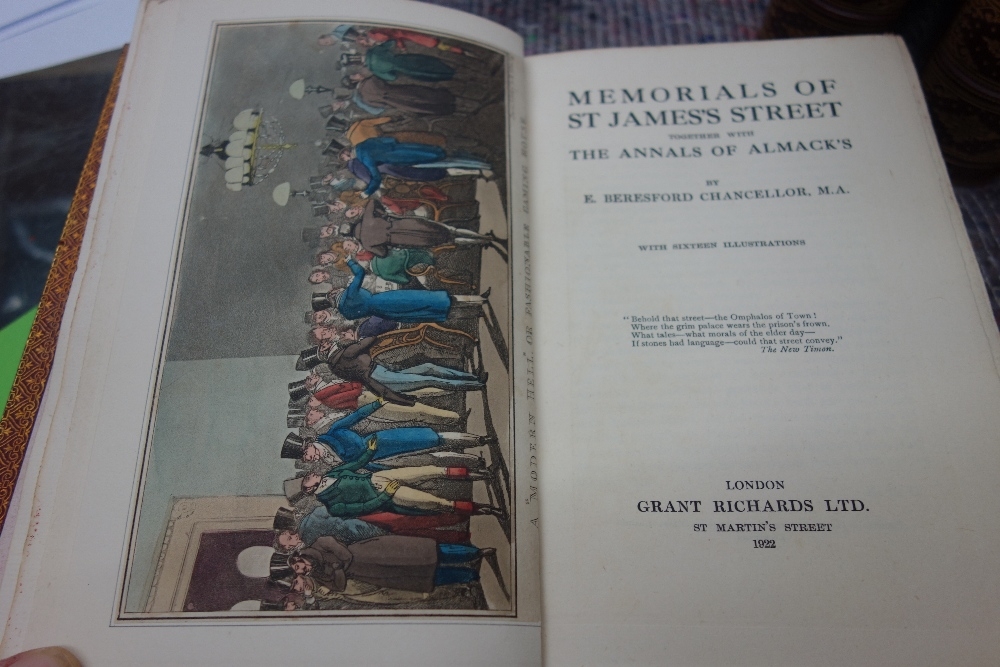 A "MODERN HELL", OR FASHIONABLE GAMING HOUSE
MEMORIALS OF
ST JAMES'S STREET
TOGETHER WITH
THE ANNALS OF ALMACK'S
BY
E. BERESFORD CHANCELLOR, M.A.
WITH SIXTEEN ILLUSTRATIONS
"Behold that street—the Omphalos of Town!
Where the grim palace wears the prison's frown,
What tales—what morals of the elder day—
If stones had language—could that street convey."
The New Timon.
LONDON
GRANT RICHARDS LTD.
ST MARTIN'S STREET
1922